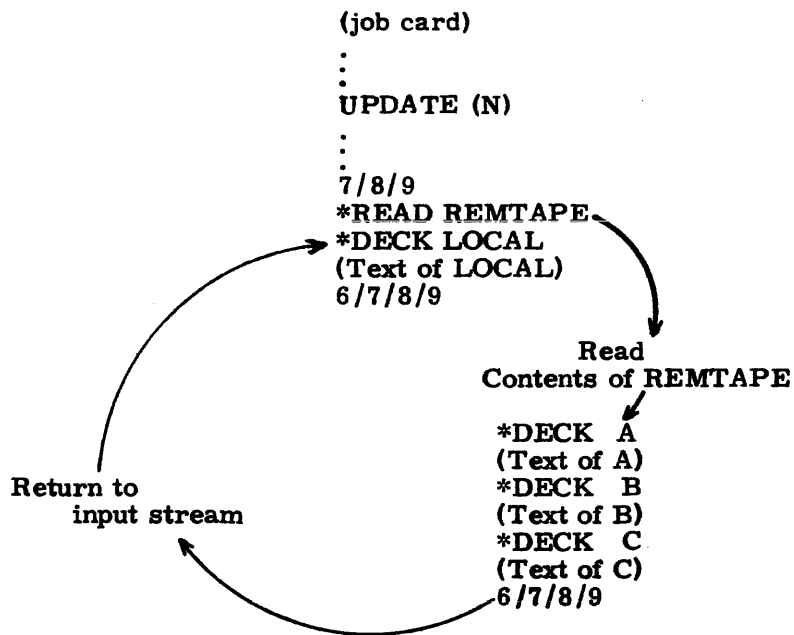 (job card)
.
.
.
UPDATE (N)
.
.
.
7/8/9
*READ REMTAPE
*DECK LOCAL
(Text of LOCAL)
6/7/8/9
Read
Contents of REMTAPE
*DECK A
(Text of A)
*DECK B
(Text of B)
*DECK C
(Text of C)
6/7/8/9
Return to
input stream